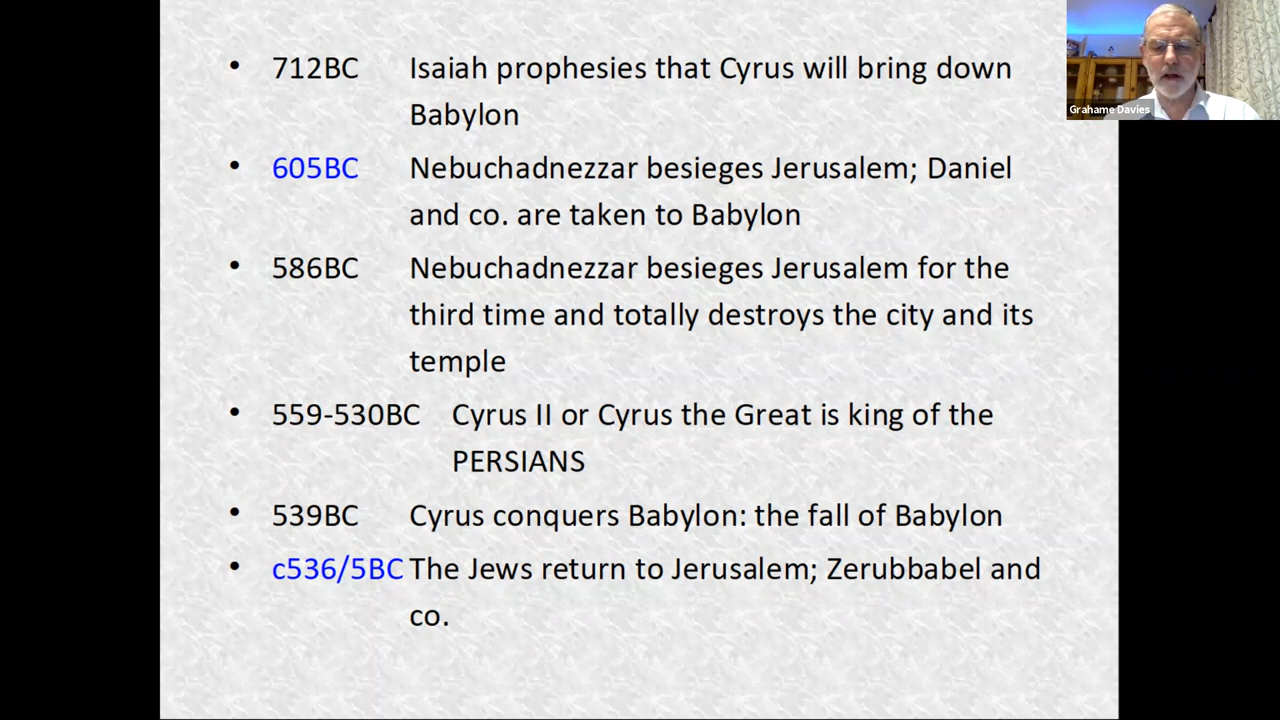 • 712BC Isaiah prophesies that Cyrus will bring down
Babylon
• 605BC Nebuchadnezzar besieges Jerusalem; Daniel
and co. are taken to Babylon
• 586BC Nebuchadnezzar besieges Jerusalem for the
third time and totally destroys the city and its
temple
• 559-530BC Cyrus II or Cyrus the Great is king of the
PERSIANS
• 539BC Cyrus conquers Babylon: the fall of Babylon
• c536/5BC The Jews return to Jerusalem; Zerubbabel and
co.
Grahame Davies